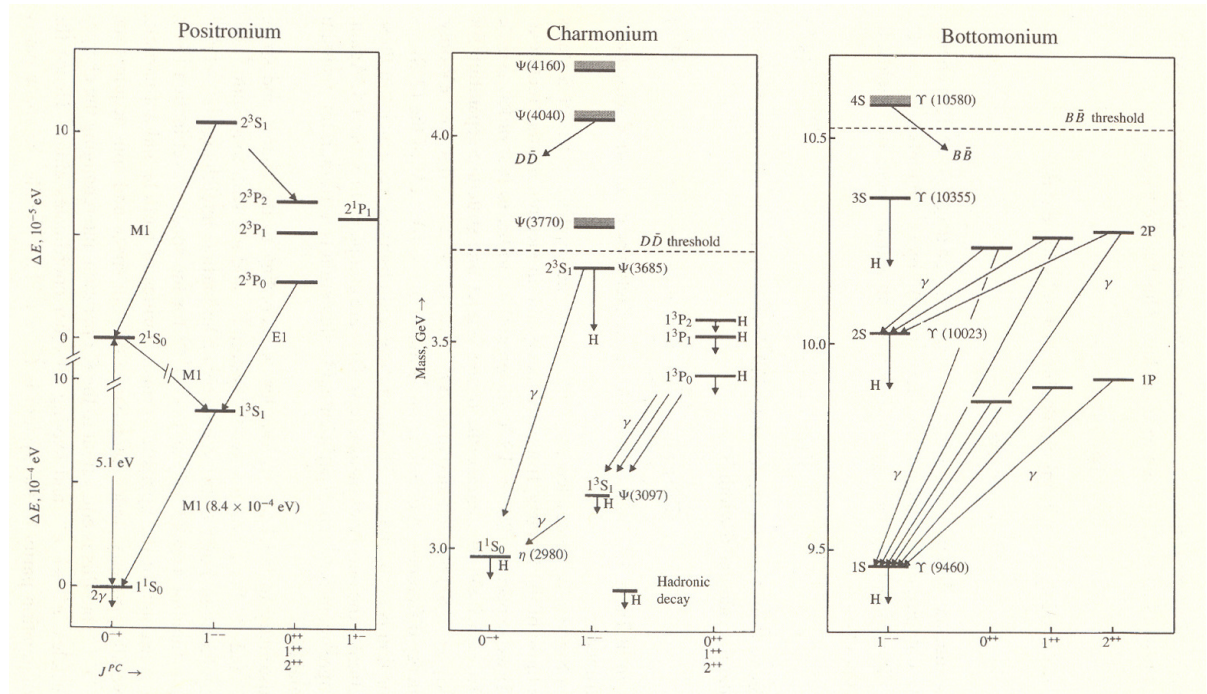 Positronium
10
0
10
0
ΔE, 10⁻⁵ eV
ΔE, 10⁻⁴ eV
2³S₁
2³P₂
2¹P₁
2³P₁
M1
2³P₀
E1
2¹S₀
M1
1³S₁
5.1 eV
M1 (8.4 × 10⁻⁴ eV)
1¹S₀
2γ
0⁻⁺
1⁻⁻
0⁺⁺
1⁺⁺
2⁺⁺
1⁺⁻
J^PC →
Charmonium
4.0
3.5
3.0
Mass, GeV →
Ψ(4160)
Ψ(4040)
DD̄
Ψ(3770)
DD̄ threshold
2³S₁ Ψ(3685)
H
1³P₂ H
1³P₁ H
1³P₀ H
γ
γ
1³S₁
Ψ(3097)
H
γ
1¹S₀
η (2980)
H
Hadronic
decay
H
0⁻⁺
1⁻⁻
0⁺⁺
1⁺⁺
2⁺⁺
Bottomonium
10.5
10.0
9.5
4S ϒ (10580)
BB̄ threshold
BB̄
3S ϒ (10355)
2P
H
γ
γ
2S ϒ (10023)
H
1P
γ
γ
1S ϒ (9460)
H
1⁻⁻
0⁺⁺
1⁺⁺
2⁺⁺